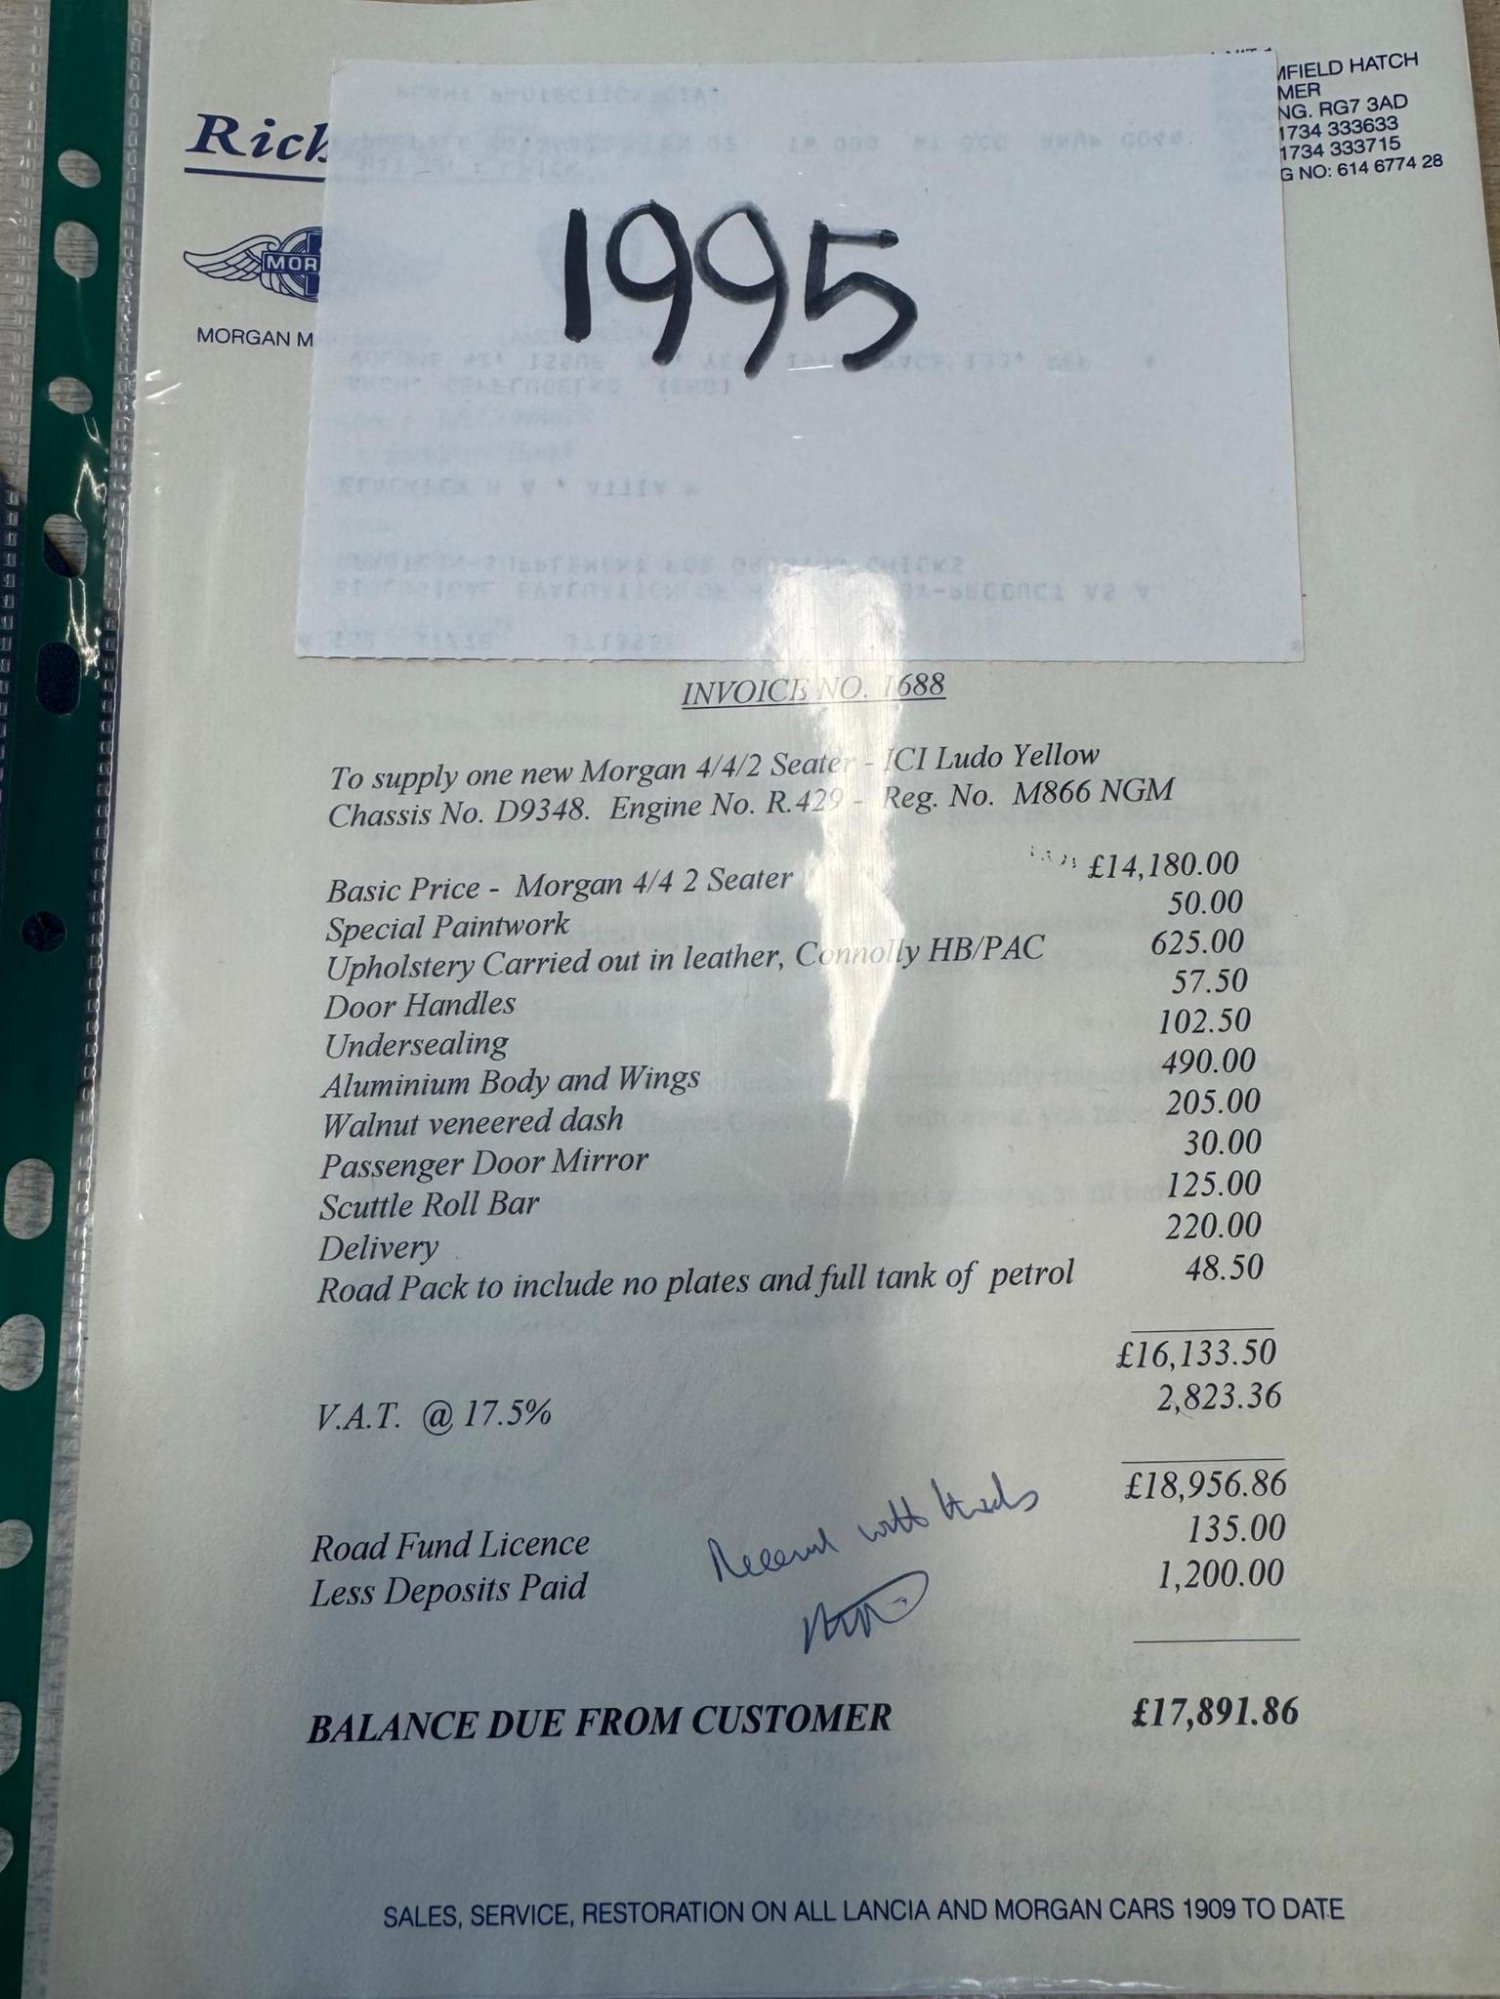 1995
MFIELD HATCH
MER
NG. RG7 3AD
1734 333633
1734 333715
G NO: 614 6774 28
Rich
MOR
MORGAN M
INVOICE NO. 1688
To supply one new Morgan 4/4/2 Seater - ICI Ludo Yellow
Chassis No. D9348. Engine No. R.429 - Reg. No. M866 NGM
Basic Price - Morgan 4/4 2 Seater £14,180.00
Special Paintwork 50.00
Upholstery Carried out in leather, Connolly HB/PAC 625.00
Door Handles 57.50
Undersealing 102.50
Aluminium Body and Wings 490.00
Walnut veneered dash 205.00
Passenger Door Mirror 30.00
Scuttle Roll Bar 125.00
Delivery 220.00
Road Pack to include no plates and full tank of petrol 48.50
£16,133.50
V.A.T. @ 17.5% 2,823.36
£18,956.86
Road Fund Licence 135.00
Less Deposits Paid 1,200.00
Received with thanks
BALANCE DUE FROM CUSTOMER £17,891.86
SALES, SERVICE, RESTORATION ON ALL LANCIA AND MORGAN CARS 1909 TO DATE